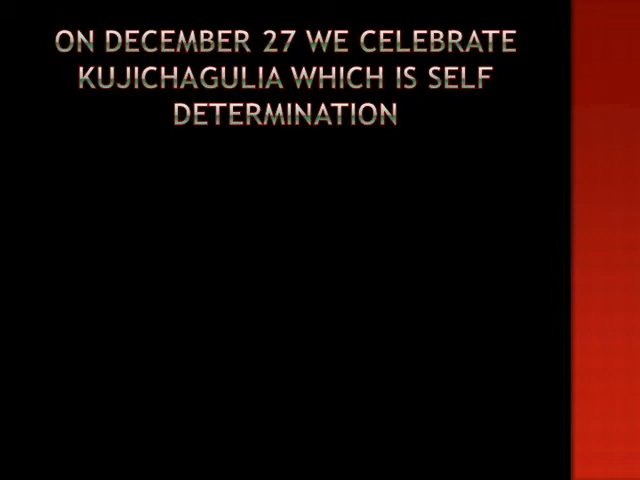 ON DECEMBER 27 WE CELEBRATE
KUJICHAGULIA WHICH IS SELF
DETERMINATION